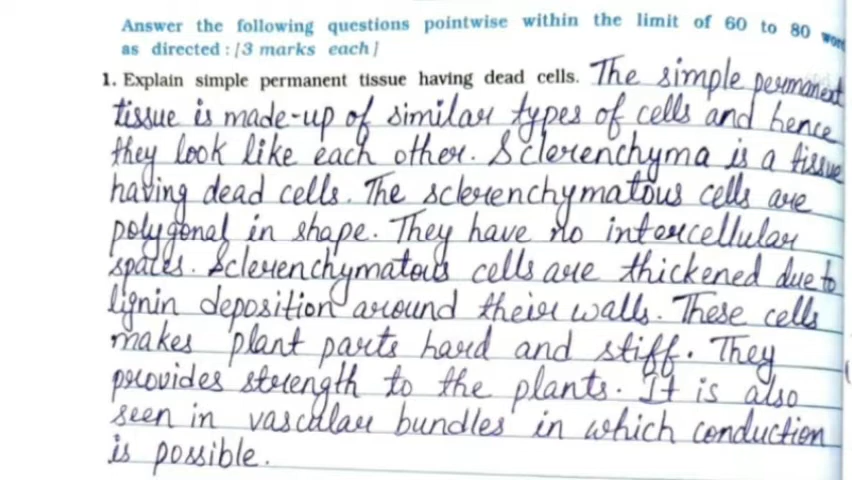 Answer the following questions pointwise within the limit of 60 to 80 word
as directed : [3 marks each]
1. Explain simple permanent tissue having dead cells. The simple permanent
tissue is made-up of similar types of cells and hence
they look like each other. Sclerenchyma is a tissue
having dead cells. The sclerenchymatous cells are
polygonal in shape. They have no intercellular
spaces. Sclerenchymatous cells are thickened due to
lignin deposition around their walls. These cells
makes plant parts hard and stiff. They
provides strength to the plants. It is also
seen in vascular bundles in which conduction
is possible.